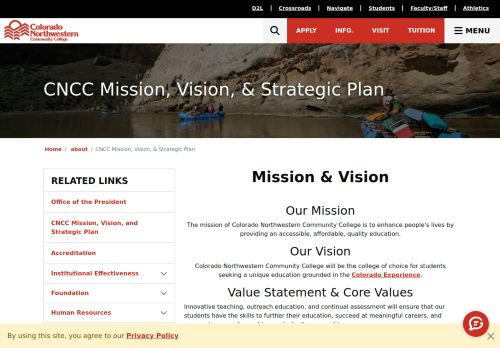 D2L | Crossroads | Navigate | Students | Faculty/Staff | Athletics
Colorado
Northwestern
Community College
APPLY INFO. VISIT TUITION MENU
CNCC Mission, Vision, & Strategic Plan
Home / about / CNCC Mission, Vision, & Strategic Plan
RELATED LINKS
Office of the President
CNCC Mission, Vision, and
Strategic Plan
Accreditation
Institutional Effectiveness
Foundation
Human Resources
Mission & Vision
Our Mission
The mission of Colorado Northwestern Community College is to enhance people's lives by
providing an accessible, affordable, quality education.
Our Vision
Colorado Northwestern Community College will be the college of choice for students
seeking a unique education grounded in the Colorado Experience.
Value Statement & Core Values
Innovative teaching, outreach education, and continual assessment will ensure that our
students have the skills to further their education, succeed at meaningful careers, and
By using this site, you agree to our Privacy Policy